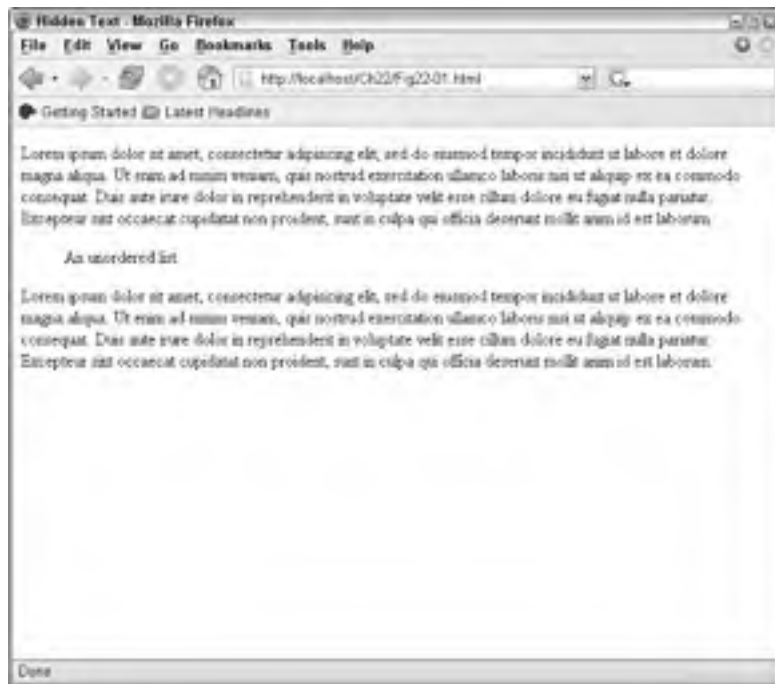 Hidden Text - Mozilla Firefox
File Edit View Go Bookmarks Tools Help
http://localhost/Ch22/Fig22-01.html
G
Getting Started Latest Headlines
Lorem ipsum dolor sit amet, consectetur adipisicing elit, sed do eiusmod tempor incididunt ut labore et dolore
magna aliqua. Ut enim ad minim veniam, quis nostrud exercitation ullamco laboris nisi ut aliquip ex ea commodo
consequat. Duis aute irure dolor in reprehenderit in voluptate velit esse cillum dolore eu fugiat nulla pariatur.
Excepteur sint occaecat cupidatat non proident, sunt in culpa qui officia deserunt mollit anim id est laborum.
An unordered list
Lorem ipsum dolor sit amet, consectetur adipisicing elit, sed do eiusmod tempor incididunt ut labore et dolore
magna aliqua. Ut enim ad minim veniam, quis nostrud exercitation ullamco laboris nisi ut aliquip ex ea commodo
consequat. Duis aute irure dolor in reprehenderit in voluptate velit esse cillum dolore eu fugiat nulla pariatur.
Excepteur sint occaecat cupidatat non proident, sunt in culpa qui officia deserunt mollit anim id est laborum.
Done